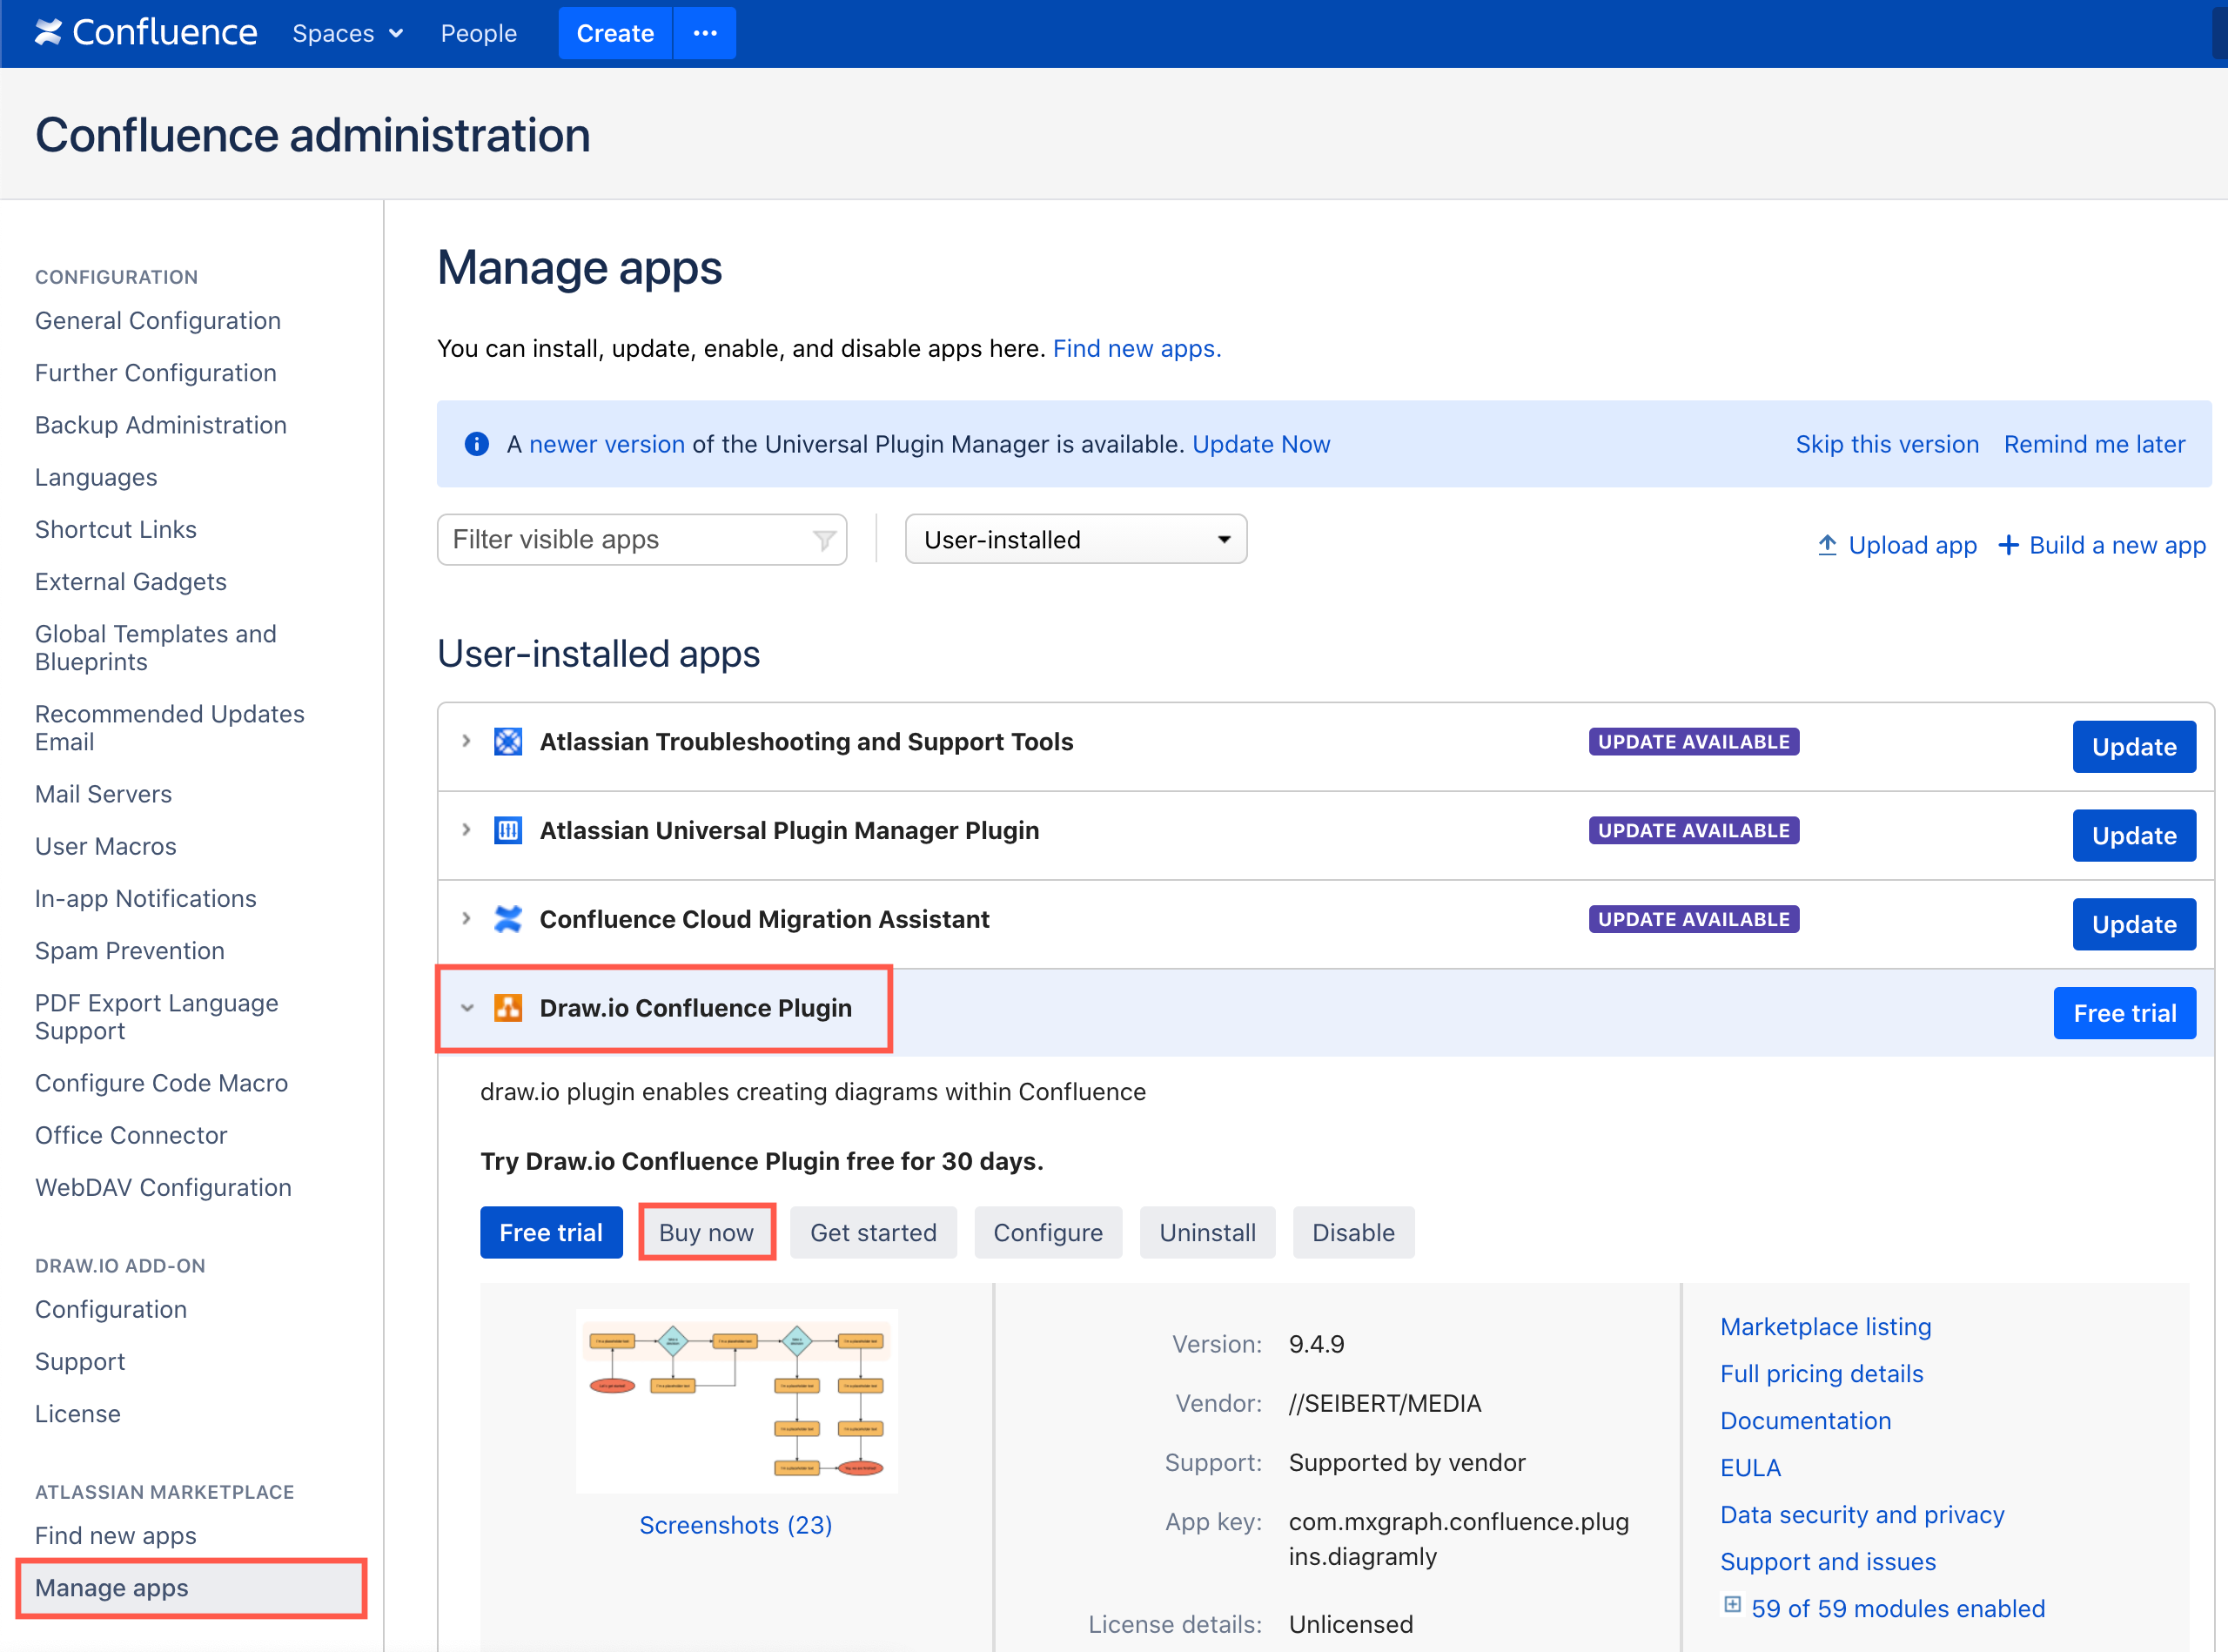 Confluence
Spaces
People
Create
Confluence administration
CONFIGURATION
General Configuration
Further Configuration
Backup Administration
Languages
Shortcut Links
External Gadgets
Global Templates and
Blueprints
Recommended Updates
Email
Mail Servers
User Macros
In-app Notifications
Spam Prevention
PDF Export Language
Support
Configure Code Macro
Office Connector
WebDAV Configuration
DRAW.IO ADD-ON
Configuration
Support
License
ATLASSIAN MARKETPLACE
Find new apps
Manage apps
Manage apps
You can install, update, enable, and disable apps here. Find new apps.
A newer version of the Universal Plugin Manager is available. Update Now
Skip this version
Remind me later
Filter visible apps
User-installed
Upload app
Build a new app
User-installed apps
Atlassian Troubleshooting and Support Tools
UPDATE AVAILABLE
Update
Atlassian Universal Plugin Manager Plugin
UPDATE AVAILABLE
Update
Confluence Cloud Migration Assistant
UPDATE AVAILABLE
Update
Draw.io Confluence Plugin
Free trial
draw.io plugin enables creating diagrams within Confluence
Try Draw.io Confluence Plugin free for 30 days.
Free trial
Buy now
Get started
Configure
Uninstall
Disable
Screenshots (23)
Version: 9.4.9
Vendor: //SEIBERT/MEDIA
Support: Supported by vendor
App key: com.mxgraph.confluence.plug
ins.diagramly
License details: Unlicensed
Marketplace listing
Full pricing details
Documentation
EULA
Data security and privacy
Support and issues
59 of 59 modules enabled